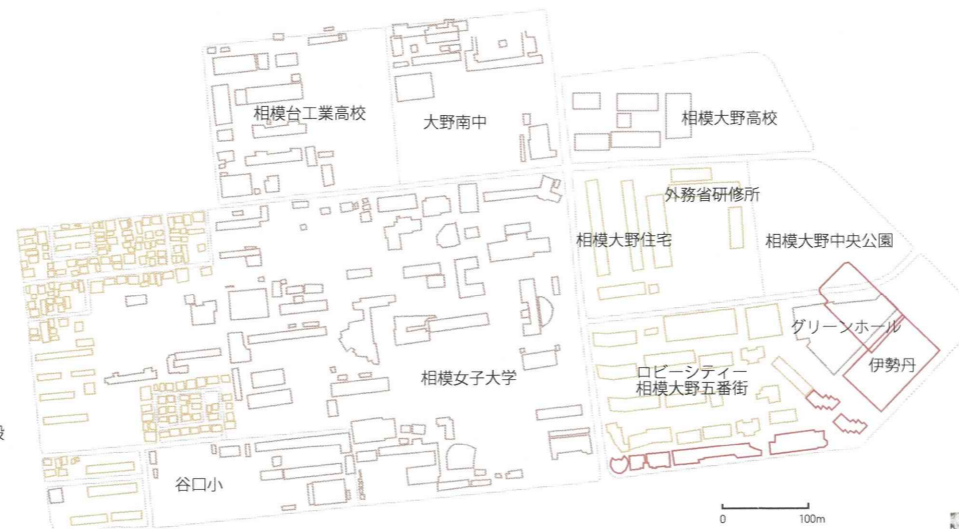 相模台工業高校
大野南中
相模大野高校
外務省研修所
相模大野住宅
相模大野中央公園
グリーンホール
伊勢丹
ロビーシティー
相模大野五番街
相模女子大学
谷口小
0 100m